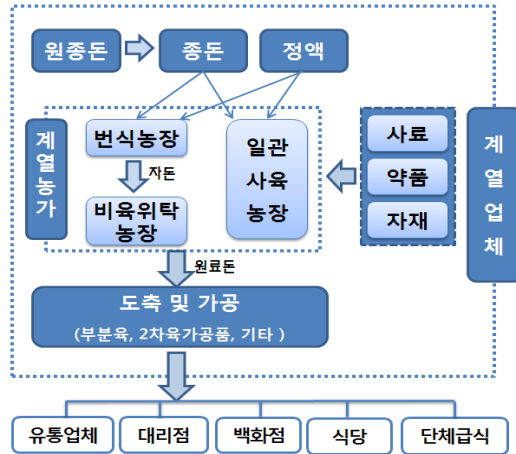 원종돈
종돈
정액
계열농가
번식농장
자돈
비육위탁
농장
일관
사육
농장
사료
약품
자재
계열업체
원료돈
도축 및 가공
(부분육, 2차육가공품, 기타 )
유통업체
대리점
백화점
식당
단체급식